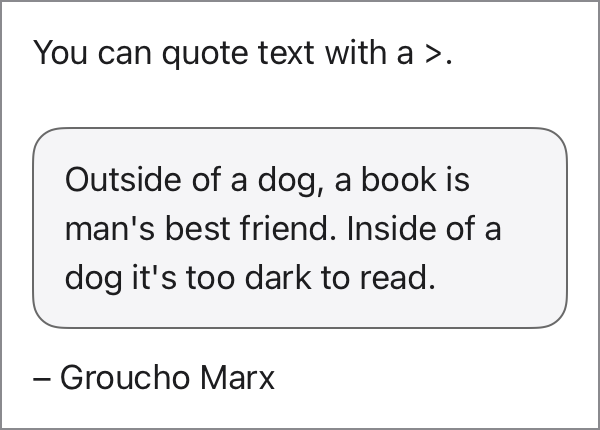 You can quote text with a >.
Outside of a dog, a book is
man's best friend. Inside of a
dog it's too dark to read.
– Groucho Marx